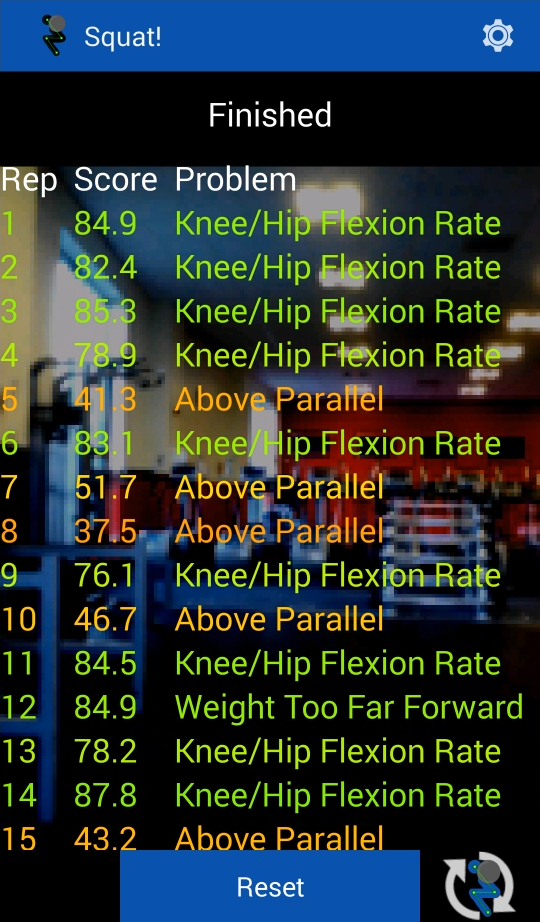 Squat!
Finished
Rep Score Problem
1 84.9 Knee/Hip Flexion Rate
2 82.4 Knee/Hip Flexion Rate
3 85.3 Knee/Hip Flexion Rate
4 78.9 Knee/Hip Flexion Rate
5 41.3 Above Parallel
6 83.1 Knee/Hip Flexion Rate
7 51.7 Above Parallel
8 37.5 Above Parallel
9 76.1 Knee/Hip Flexion Rate
10 46.7 Above Parallel
11 84.5 Knee/Hip Flexion Rate
12 84.9 Weight Too Far Forward
13 78.2 Knee/Hip Flexion Rate
14 87.8 Knee/Hip Flexion Rate
15 43.2 Above Parallel
Reset